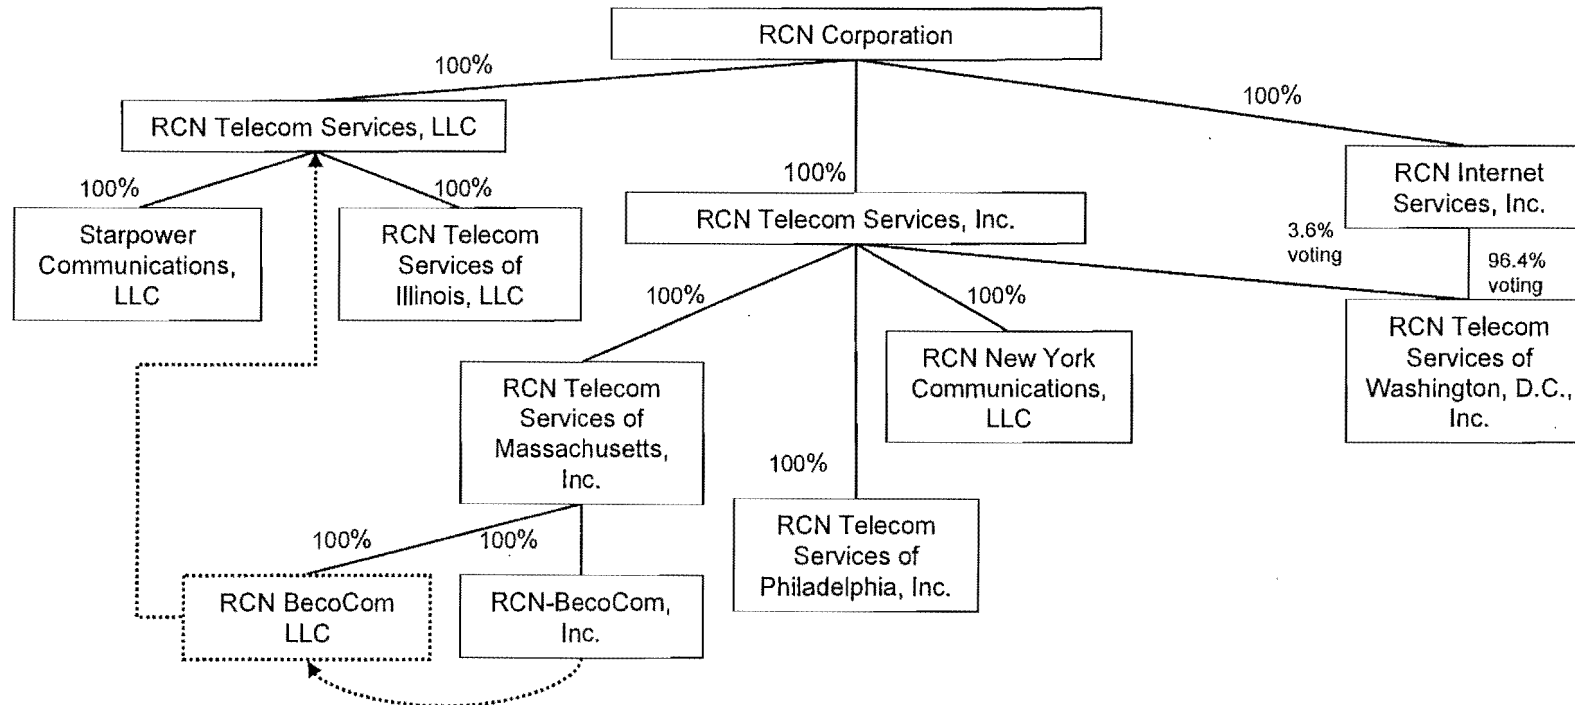 RCN Corporation
100%
100%
100%
RCN Telecom Services, LLC
RCN Internet
Services, Inc.
100%
100%
RCN Telecom Services, Inc.
Starpower
Communications,
LLC
RCN Telecom
Services of
Illinois, LLC
3.6%
voting
96.4%
voting
100%
100%
RCN Telecom
Services of
Washington, D.C.,
Inc.
RCN New York
Communications,
LLC
RCN Telecom
Services of
Massachusetts,
Inc.
100%
RCN Telecom
Services of
Philadelphia, Inc.
100%
100%
RCN BecoCom
LLC
RCN-BecoCom,
Inc.